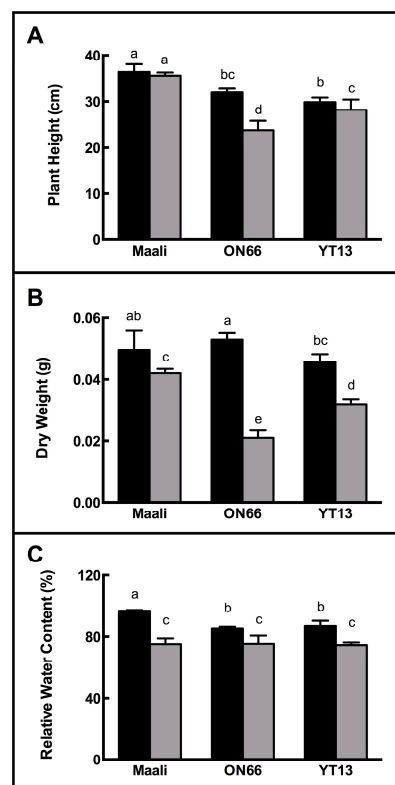 A
Plant Height (cm)
40
30
20
10
0
a a bc d b c
Maali ON66 YT13
B
Dry Weight (g)
0.06
0.04
0.02
0.00
ab c a e bc d
Maali ON66 YT13
C
Relative Water Content (%)
120
80
40
0
a c b c b c
Maali ON66 YT13